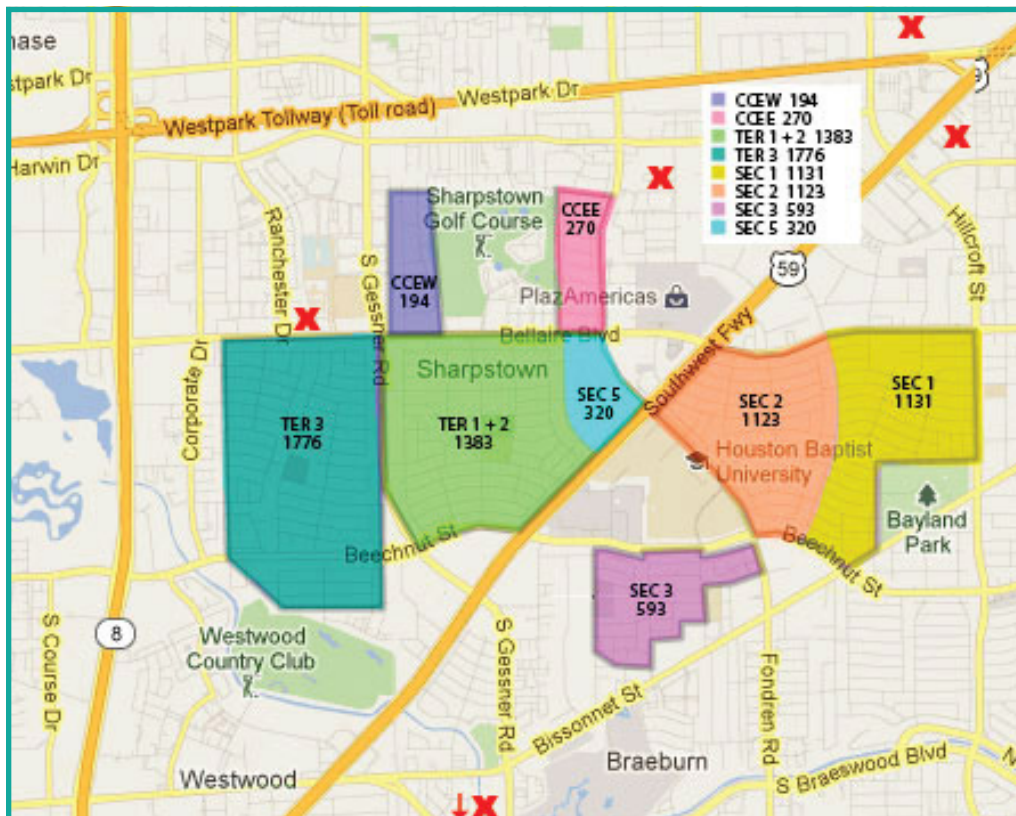 hase
stpark Dr
Westpark Dr
Westpark Tollway (Toll road)
Harwin Dr
9
CCEW 194
CCEE 270
TER 1 + 2 1383
TER 3 1776
SEC 1 1131
SEC 2 1123
SEC 3 593
SEC 5 320
X
X
X
Sharpstown
Golf Course
CCEE
270
Ranchester Dr
S Gessner Rd
Hillcroft St
59
CCEW
194
PlazAmericas
X
Bellaire Blvd
Southwest Fwy
Corporate Dr
Sharpstown
TER 3
1776
TER 1 + 2
1383
SEC 5
320
SEC 2
1123
SEC 1
1131
Houston Baptist
University
Bayland
Park
Beechnut St
Beechnut St
SEC 3
593
8
S Course Dr
Westwood
Country Club
S Gessner Rd
Bissonnet St
Fondren Rd
Braeburn
Westwood
S Braeswood Blvd
N
X